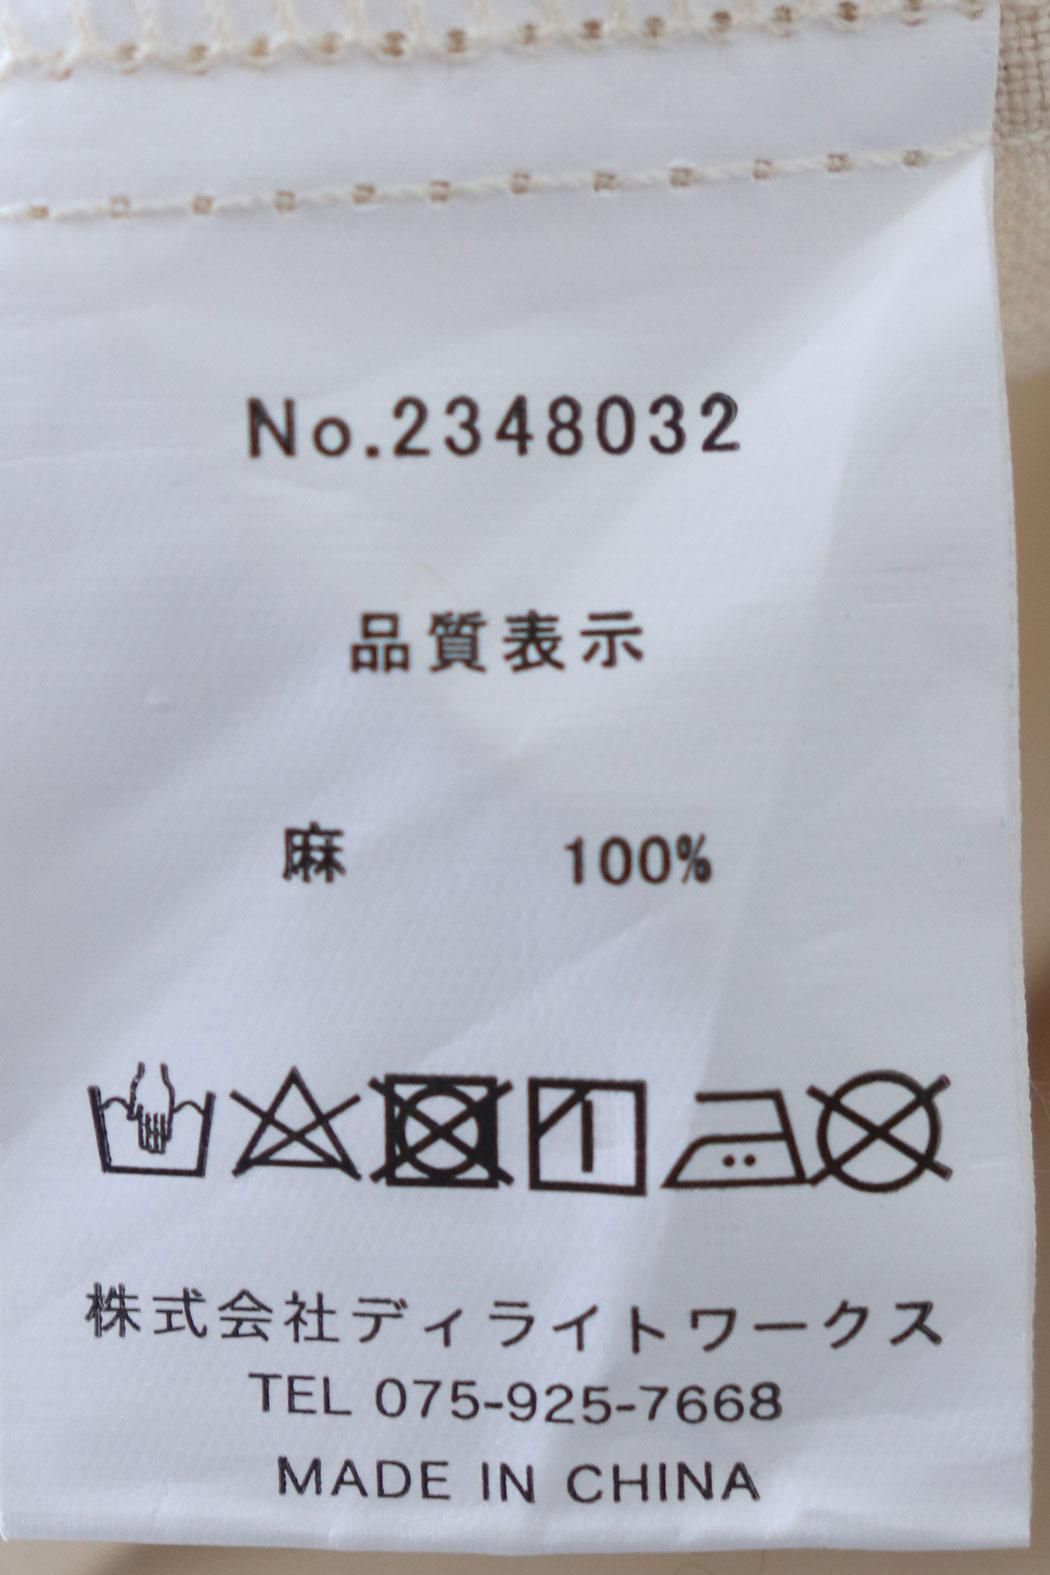 No.2348032
品質表示
麻 100%
株式会社ディライトワークス
TEL 075-925-7668
MADE IN CHINA